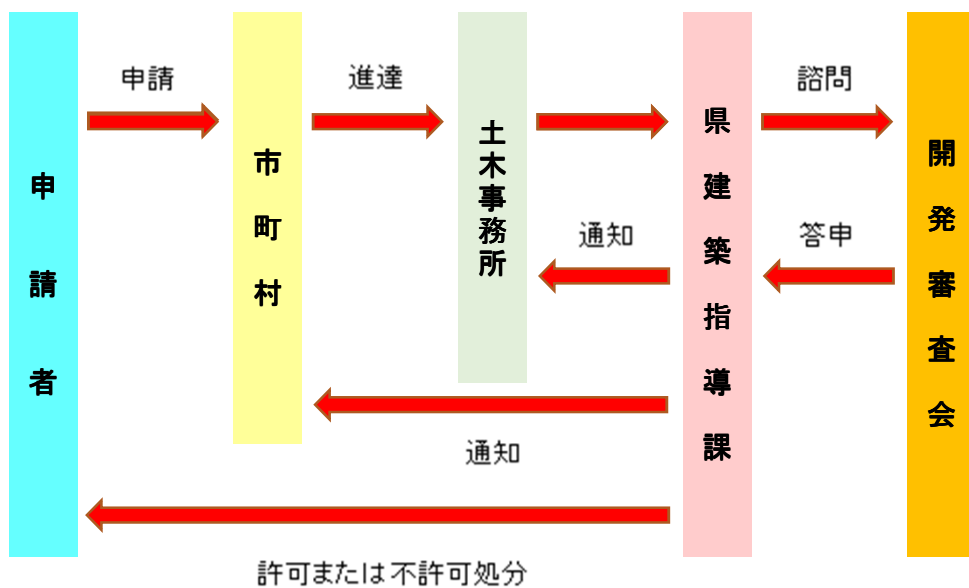 申請
進達
諮問
申請者
市町村
土木事務所
県建築指導課
開発審査会
通知
答申
通知
許可または不許可処分